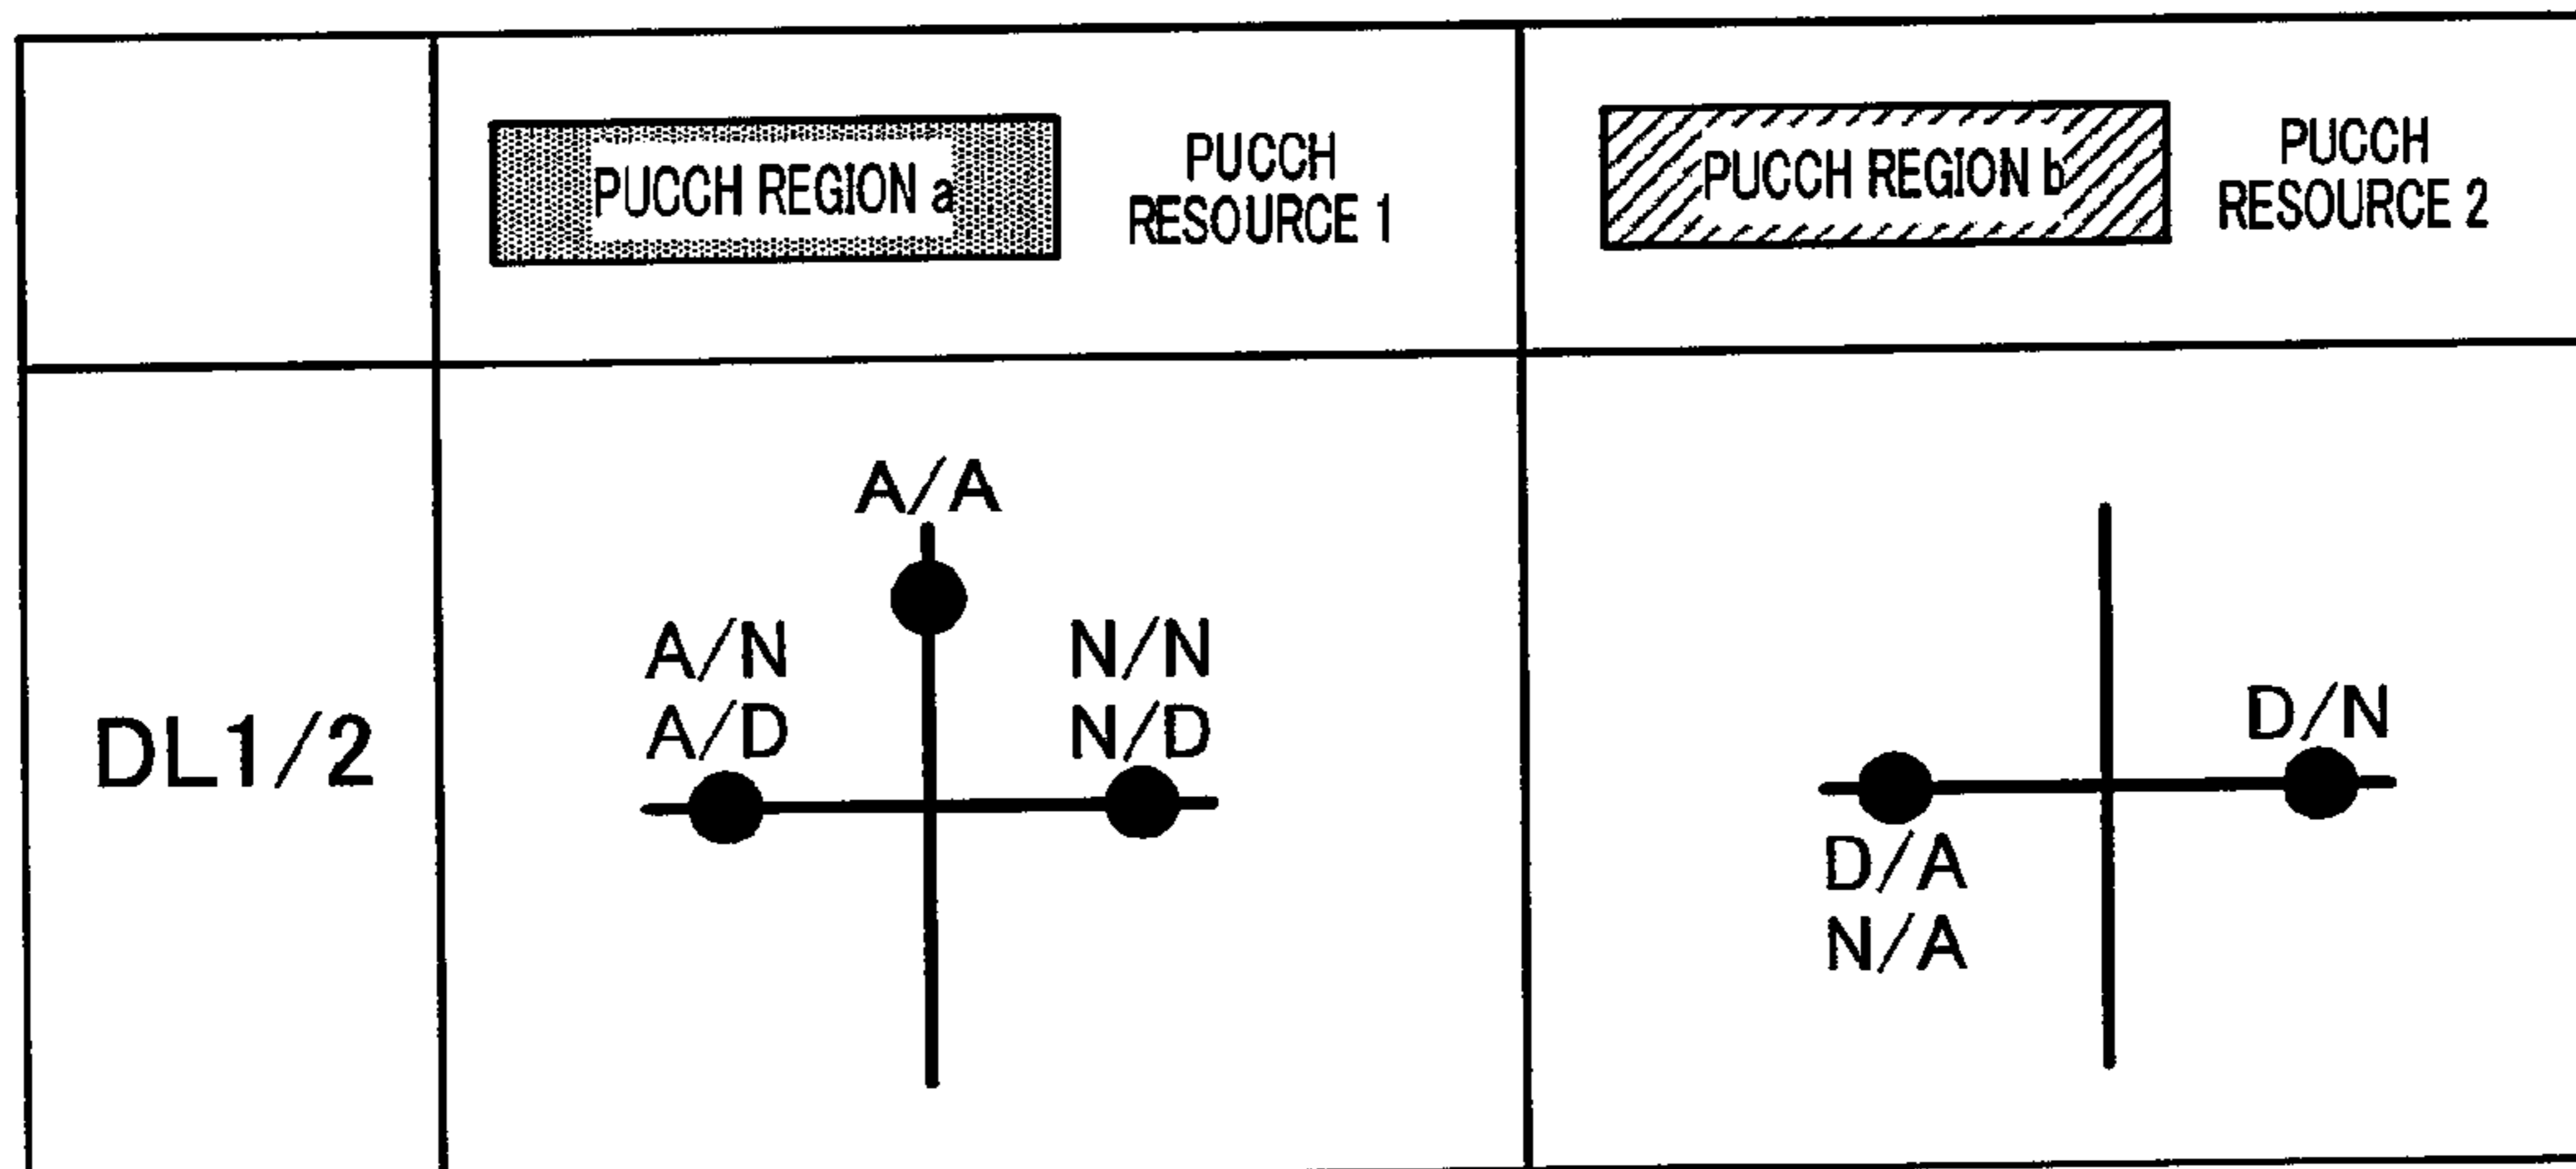 PUCCH REGION a
PUCCH
RESOURCE 1
PUCCH REGION b
PUCCH
RESOURCE 2
DL1/2
A/A
A/N
A/D
N/N
N/D
D/N
D/A
N/A